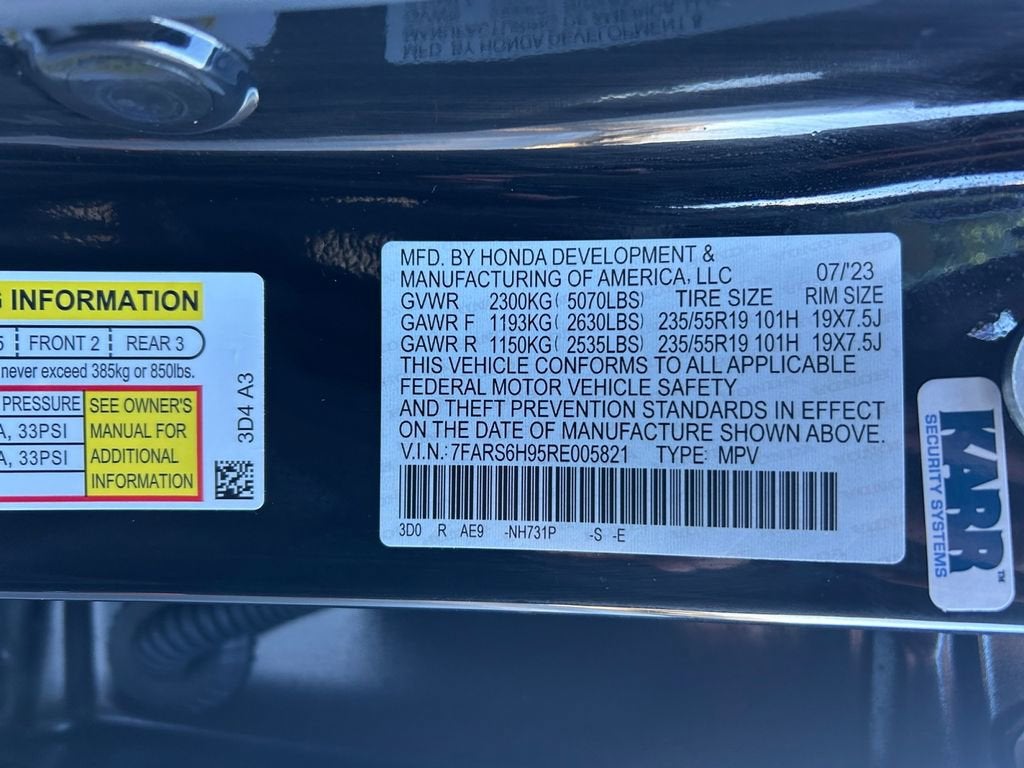 G INFORMATION
5 FRONT 2 REAR 3
never exceed 385kg or 850lbs.
PRESSURE
A, 33PSI
A, 33PSI
SEE OWNER'S
MANUAL FOR
ADDITIONAL
INFORMATION
3D4 A3
MFD. BY HONDA DEVELOPMENT &
MANUFACTURING OF AMERICA, LLC 07/'23
GVWR 2300KG ( 5070LBS) TIRE SIZE RIM SIZE
GAWR F 1193KG ( 2630LBS) 235/55R19 101H 19X7.5J
GAWR R 1150KG ( 2535LBS) 235/55R19 101H 19X7.5J
THIS VEHICLE CONFORMS TO ALL APPLICABLE
FEDERAL MOTOR VEHICLE SAFETY
AND THEFT PREVENTION STANDARDS IN EFFECT
ON THE DATE OF MANUFACTURE SHOWN ABOVE.
V.I.N.: 7FARS6H95RE005821 TYPE: MPV
3D0 R AE9 -NH731P -S -E
KARR™
SECURITY SYSTEMS